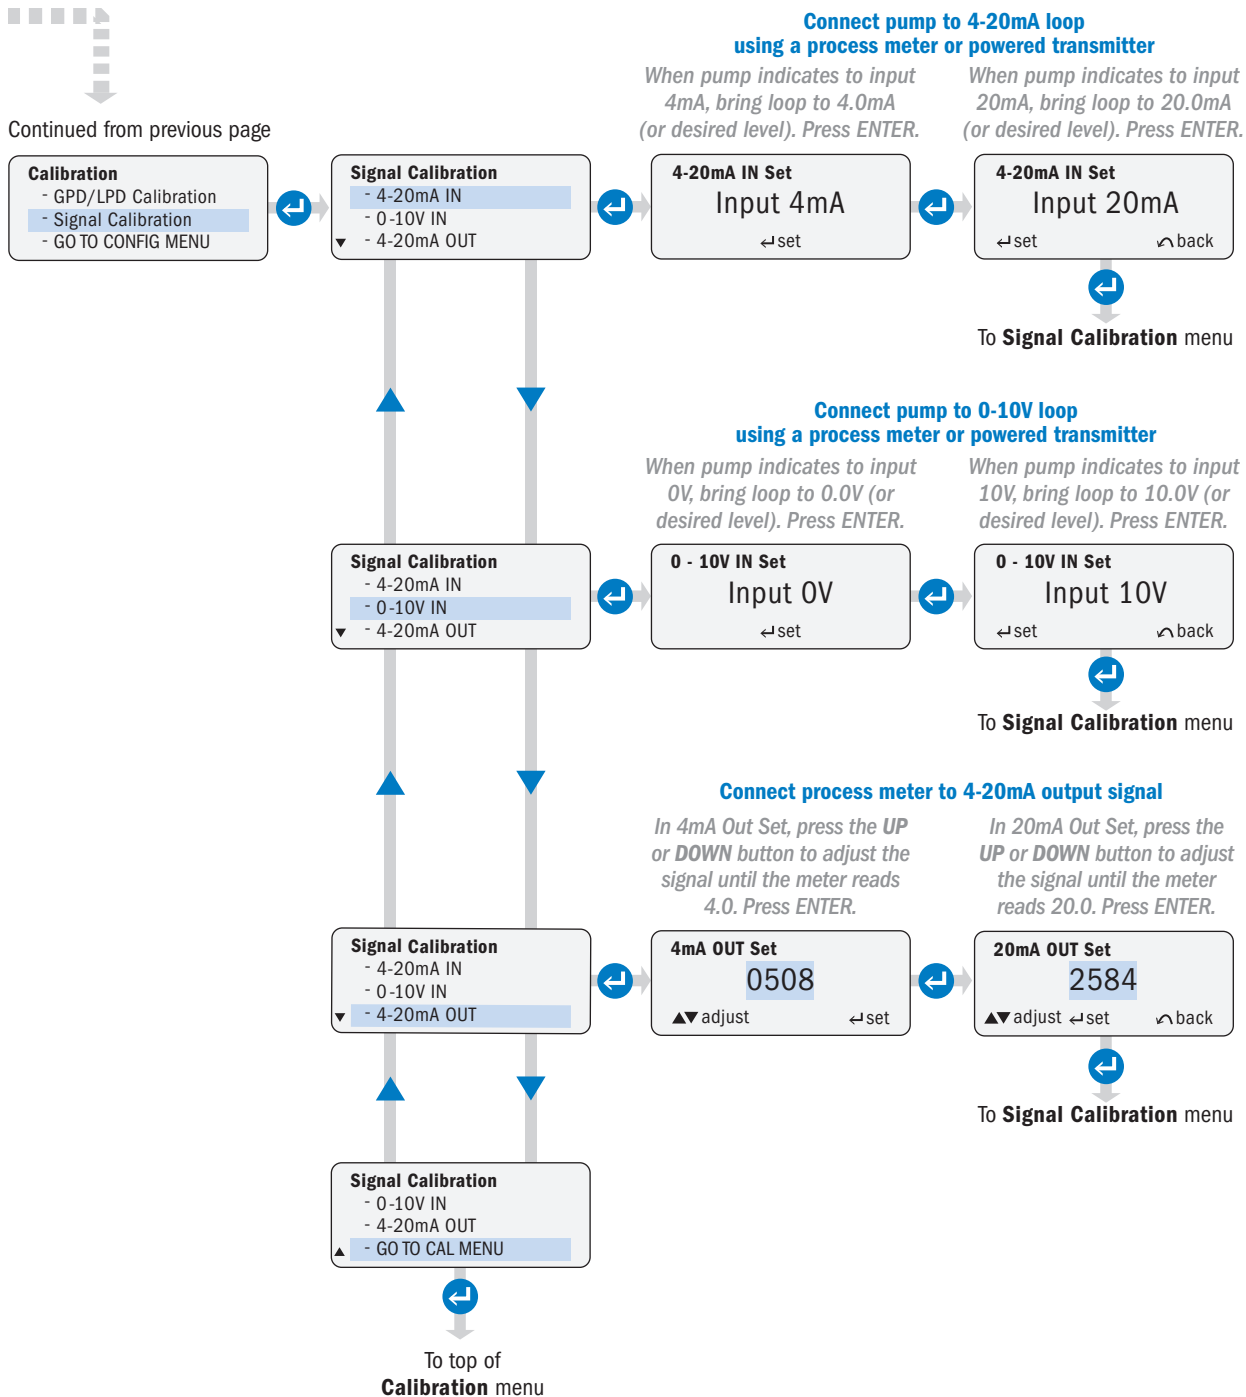 Connect pump to 4-20mA loop
using a process meter or powered transmitter
When pump indicates to input
4mA, bring loop to 4.0mA
(or desired level). Press ENTER.
When pump indicates to input
20mA, bring loop to 20.0mA
(or desired level). Press ENTER.
Continued from previous page
Calibration
- GPD/LPD Calibration
- Signal Calibration
- GO TO CONFIG MENU
Signal Calibration
- 4-20mA IN
- 0-10V IN
▼ - 4-20mA OUT
4-20mA IN Set
Input 4mA
↵ set
4-20mA IN Set
Input 20mA
↵ set ↶ back
To Signal Calibration menu
Connect pump to 0-10V loop
using a process meter or powered transmitter
When pump indicates to input
0V, bring loop to 0.0V (or
desired level). Press ENTER.
When pump indicates to input
10V, bring loop to 10.0V (or
desired level). Press ENTER.
Signal Calibration
- 4-20mA IN
- 0-10V IN
▼ - 4-20mA OUT
0 - 10V IN Set
Input 0V
↵ set
0 - 10V IN Set
Input 10V
↵ set ↶ back
To Signal Calibration menu
Connect process meter to 4-20mA output signal
In 4mA Out Set, press the UP
or DOWN button to adjust the
signal until the meter reads
4.0. Press ENTER.
In 20mA Out Set, press the
UP or DOWN button to adjust
the signal until the meter
reads 20.0. Press ENTER.
Signal Calibration
- 4-20mA IN
- 0-10V IN
▼ - 4-20mA OUT
4mA OUT Set
0508
▲▼ adjust ↵ set
20mA OUT Set
2584
▲▼ adjust ↵ set ↶ back
To Signal Calibration menu
Signal Calibration
- 0-10V IN
- 4-20mA OUT
▲ - GO TO CAL MENU
To top of
Calibration menu